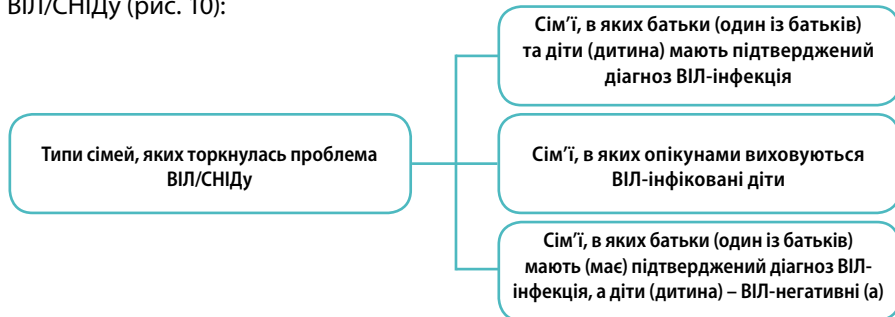 ВІЛ/СНІДу (рис. 10):
Сім’ї, в яких батьки (один із батьків)
та діти (дитина) мають підтверджений
діагноз ВІЛ-інфекція
Типи сімей, яких торкнулась проблема
ВІЛ/СНІДу
Сім’ї, в яких опікунами виховуються
ВІЛ-інфіковані діти
Сім’ї, в яких батьки (один із батьків)
мають (має) підтверджений діагноз ВІЛ-
інфекція, а діти (дитина) – ВІЛ-негативні (а)